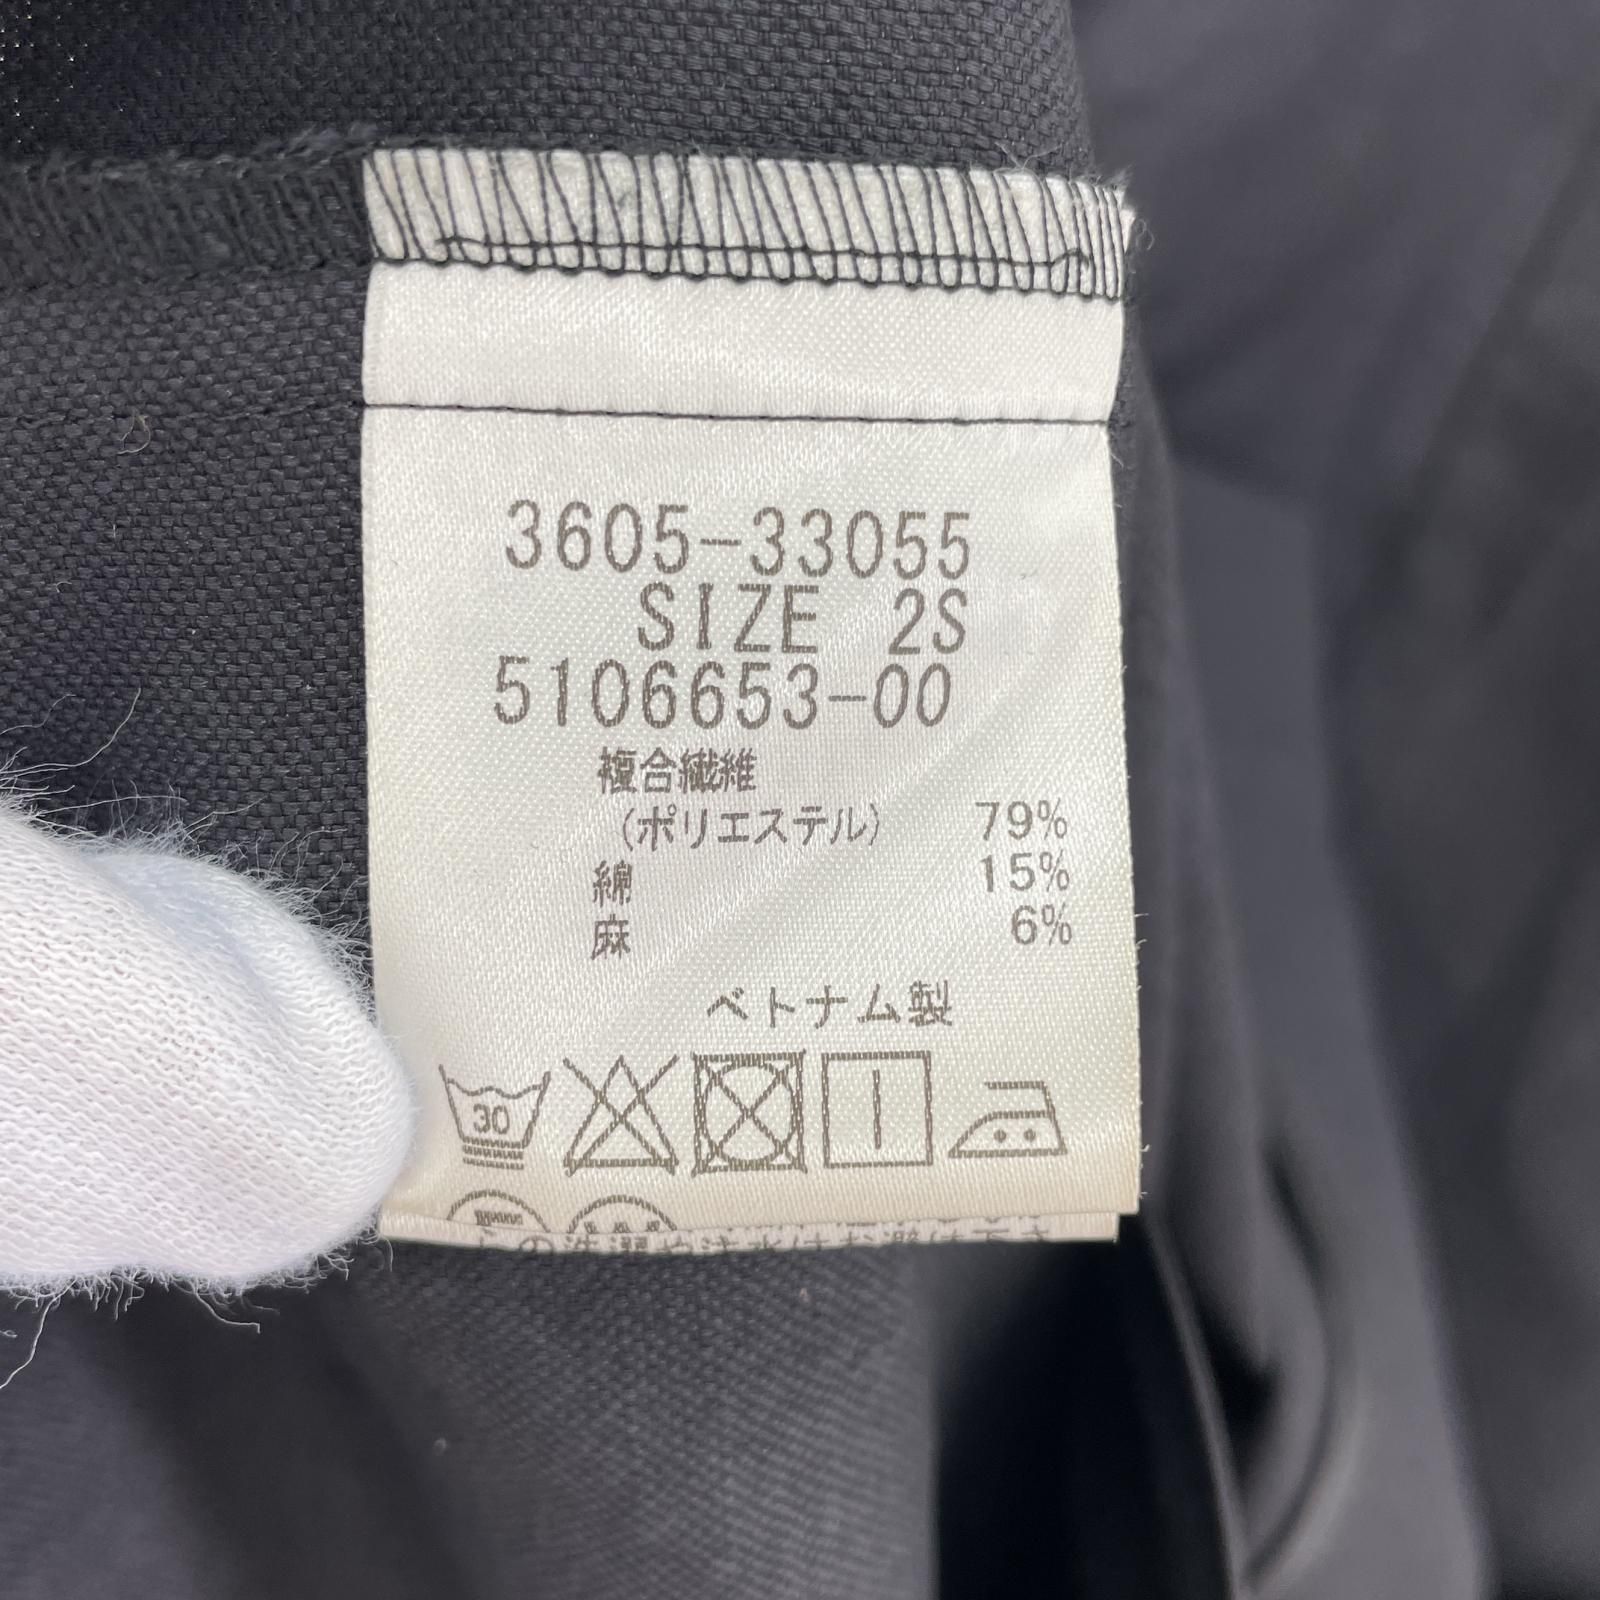 3605-33055
SIZE 2S
5106653-00
複合繊維
(ポリエステル) 79%
綿 15%
麻 6%
ベトナム製
30